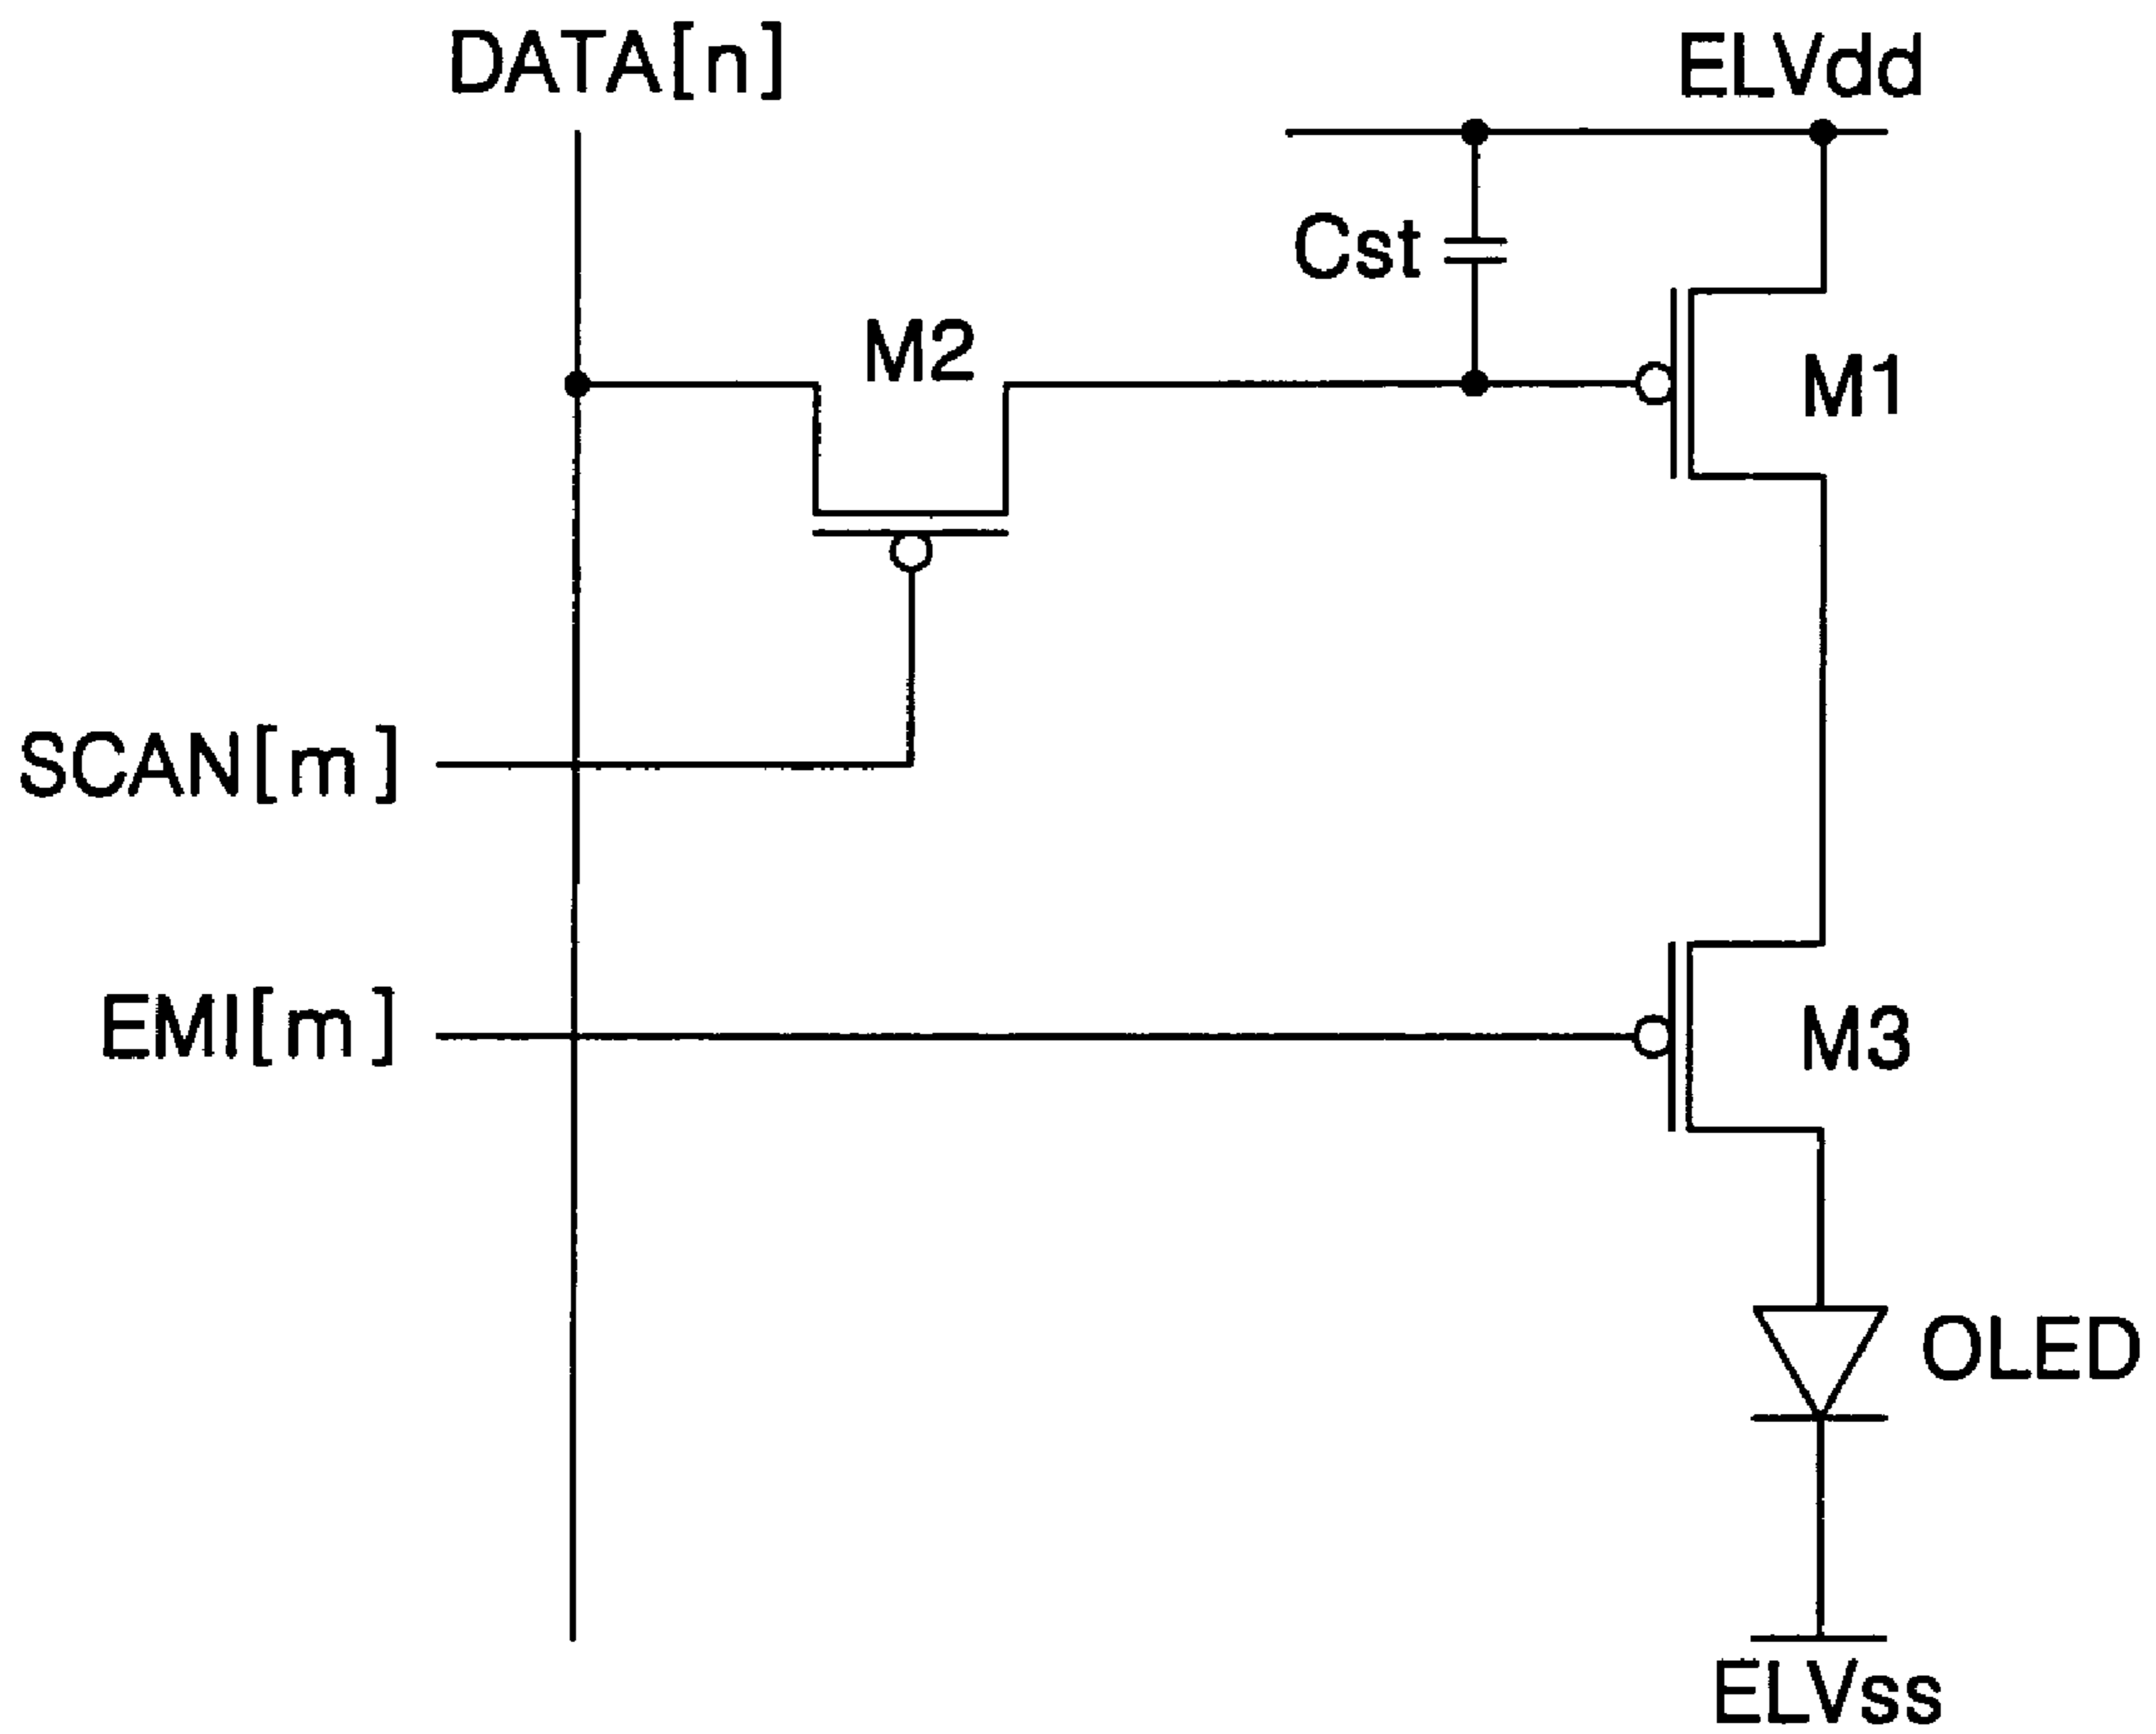 DATA[n]
ELVdd
Cst
M2
M1
SCAN[m]
EMI[m]
M3
OLED
ELVss